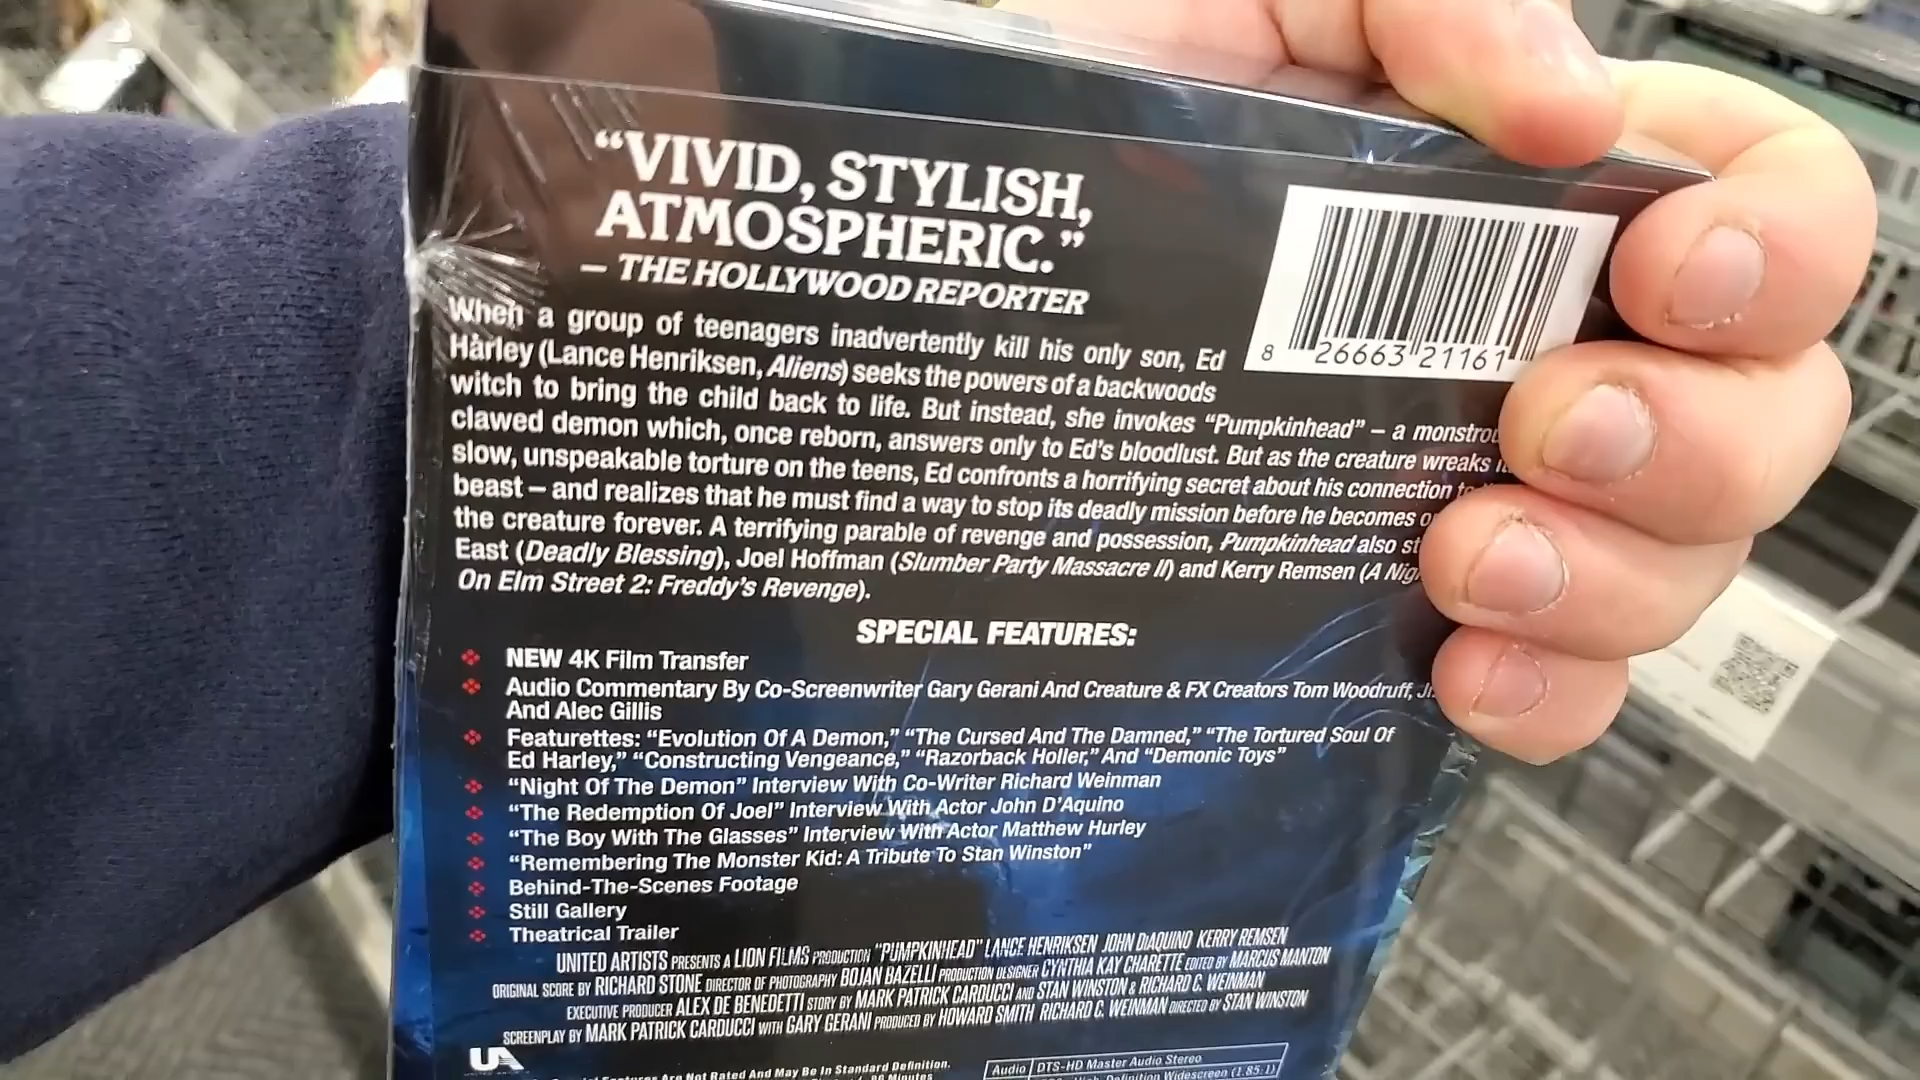 “VIVID, STYLISH,
ATMOSPHERIC.”
– THE HOLLYWOOD REPORTER
8 26663 21161
When a group of teenagers inadvertently kill his only son, Ed
Harley (Lance Henriksen, Aliens) seeks the powers of a backwoods
witch to bring the child back to life. But instead, she invokes “Pumpkinhead” – a monstrou
clawed demon which, once reborn, answers only to Ed’s bloodlust. But as the creature wreaks
slow, unspeakable torture on the teens, Ed confronts a horrifying secret about his connection
beast – and realizes that he must find a way to stop its deadly mission before he becomes
the creature forever. A terrifying parable of revenge and possession, Pumpkinhead also st
East (Deadly Blessing), Joel Hoffman (Slumber Party Massacre II) and Kerry Remsen (A Nig
On Elm Street 2: Freddy’s Revenge).
SPECIAL FEATURES:
NEW 4K Film Transfer
Audio Commentary By Co-Screenwriter Gary Gerani And Creature & FX Creators Tom Woodruff, Jr.
And Alec Gillis
Featurettes: “Evolution Of A Demon,” “The Cursed And The Damned,” “The Tortured Soul Of
Ed Harley,” “Constructing Vengeance,” “Razorback Holler,” And “Demonic Toys”
“Night Of The Demon” Interview With Co-Writer Richard Weinman
“The Redemption Of Joel” Interview With Actor John D’Aquino
“The Boy With The Glasses” Interview With Actor Matthew Hurley
“Remembering The Monster Kid: A Tribute To Stan Winston”
Behind-The-Scenes Footage
Still Gallery
Theatrical Trailer
UNITED ARTISTS PRESENTS A LION FILMS PRODUCTION “PUMPKINHEAD” LANCE HENRIKSEN JOHN DIAQUINO KERRY REMSEN
ORIGINAL SCORE BY RICHARD STONE DIRECTOR OF PHOTOGRAPHY BOJAN BAZELLI PRODUCTION DESIGNER CYNTHIA KAY CHARETTE EDITED BY MARCUS MANTON
EXECUTIVE PRODUCER ALEX DE BENEDETTI STORY BY MARK PATRICK CARDUCCI AND STAN WINSTON & RICHARD C. WEINMAN
SCREENPLAY BY MARK PATRICK CARDUCCI WITH GARY GERANI PRODUCED BY HOWARD SMITH RICHARD C. WEINMAN DIRECTED BY STAN WINSTON
UA
Features Are Not Rated And May Be In Standard Definition.
Minutes
Audio DTS-HD Master Audio Stereo
Definition Widescreen (1.85:1)